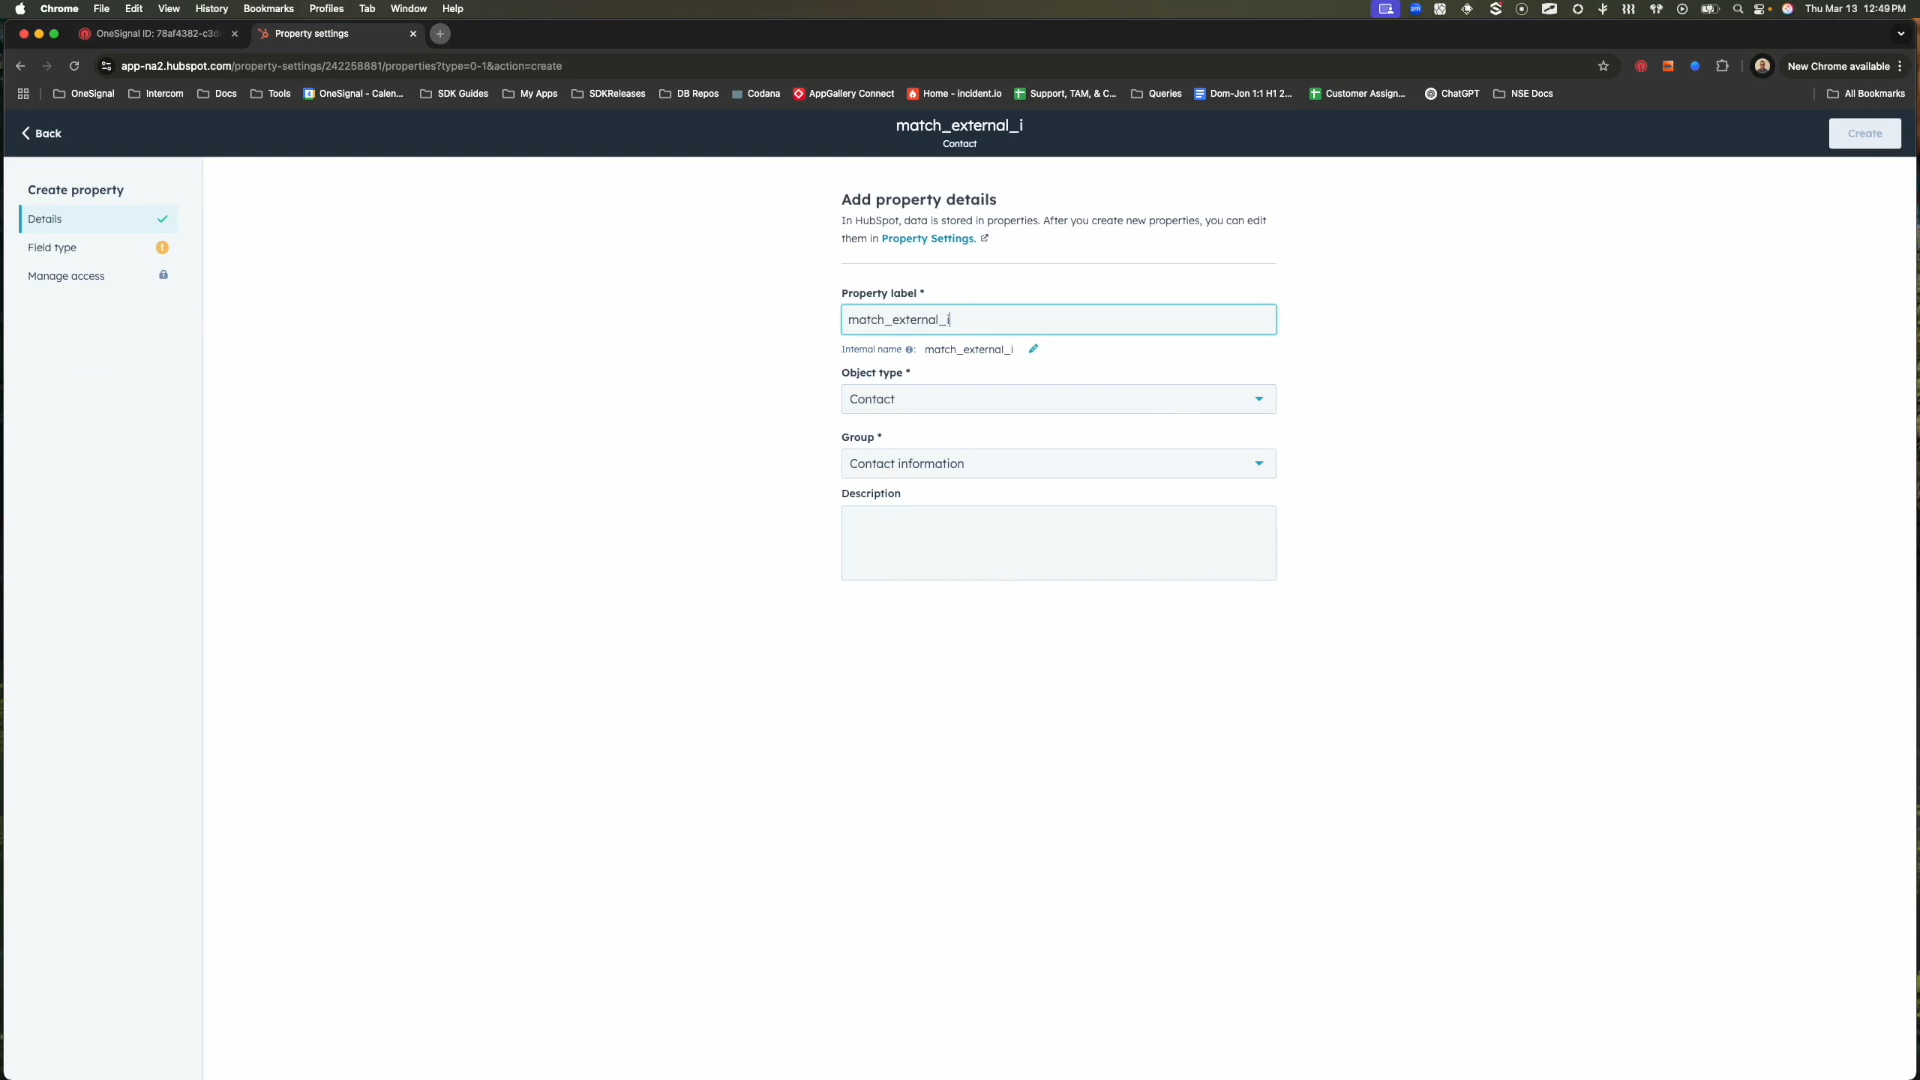 Chrome File Edit View History Bookmarks Profiles Tab Window Help Thu Mar 13 12:49 PM
OneSignal ID: 78af4382-c3d Property settings
app-na2.hubspot.com/property-settings/242258881/properties?type=0-1&action=create New Chrome available
OneSignal Intercom Docs Tools OneSignal - Calen... SDK Guides My Apps SDKReleases DB Repos Codana AppGallery Connect Home - incident.io Support, TAM, & C... Queries Dom-Jon 1:1 H1 2... Customer Assign... ChatGPT NSE Docs All Bookmarks
Back
match_external_i
Contact
Create
Create property
Details
Field type
Manage access
Add property details
In HubSpot, data is stored in properties. After you create new properties, you can edit
them in Property Settings.
Property label *
match_external_i
Internal name : match_external_i
Object type *
Contact
Group *
Contact information
Description